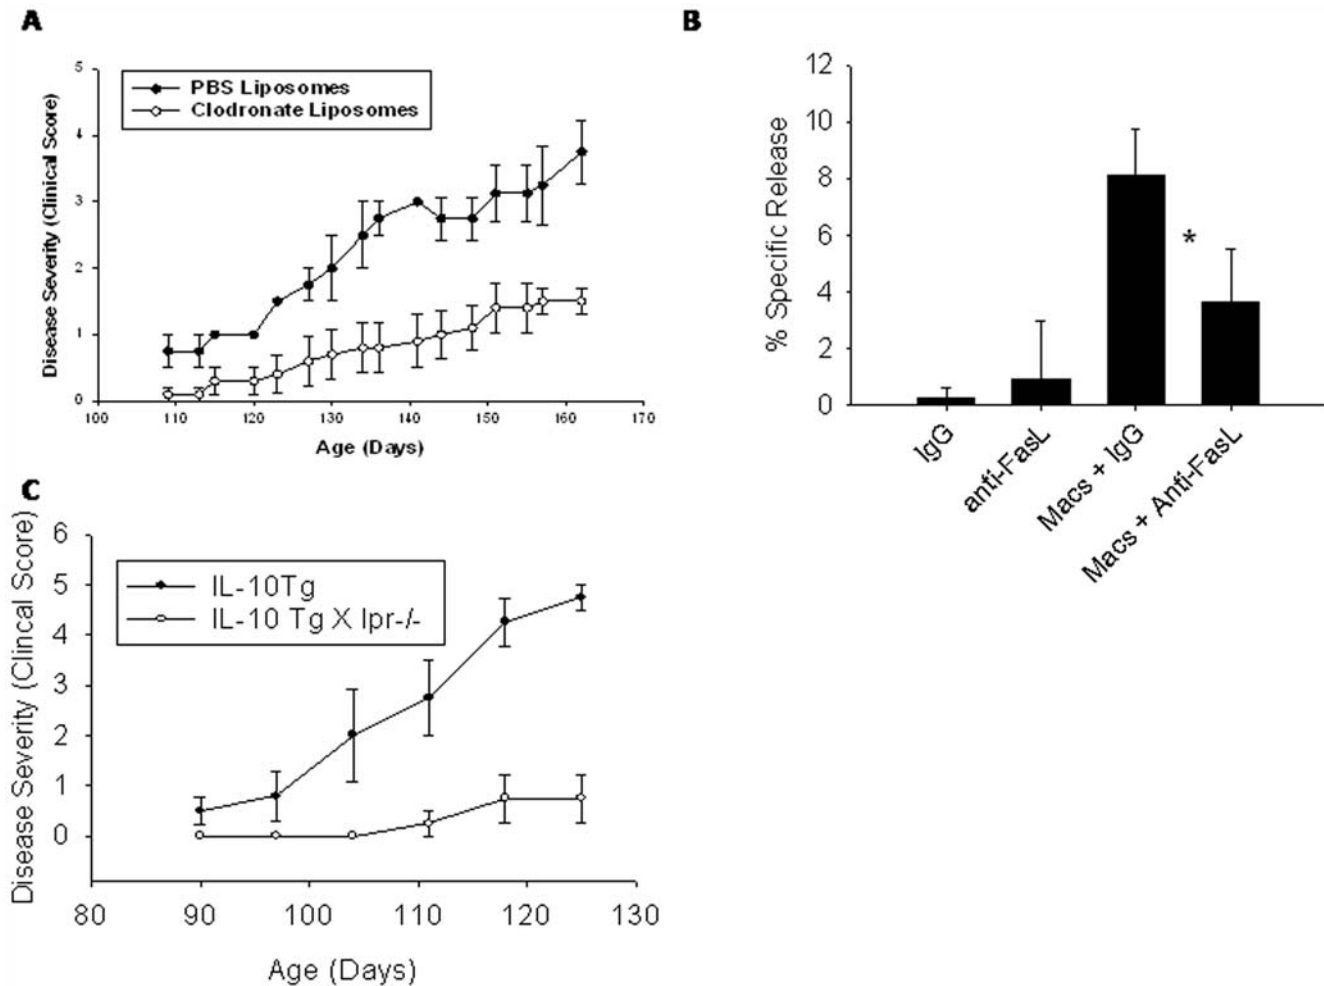 A
5
4
3
2
1
0
Disease Severity (Clinical Score)
PBS Liposomes
Clodronate Liposomes
100 110 120 130 140 150 160 170
Age (Days)
B
12
10
8
6
4
2
0
% Specific Release
*
IgG
anti-FasL
Macs + IgG
Macs + Anti-FasL
C
6
5
4
3
2
1
0
Disease Severity (Clincal Score)
IL-10Tg
IL-10 Tg X lpr-/-
80 90 100 110 120 130
Age (Days)